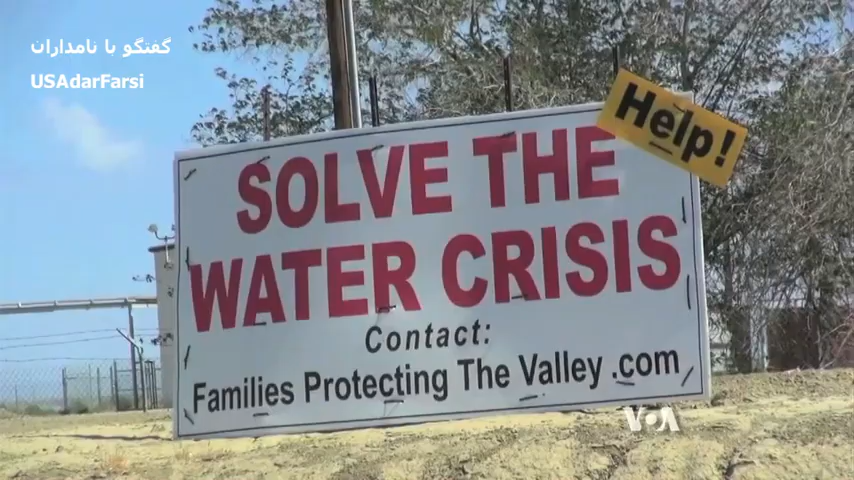 گفتگو با نامداران
USAdarFarsi
Help!
SOLVE THE
WATER CRISIS
Contact:
Families Protecting The Valley.com
VOA